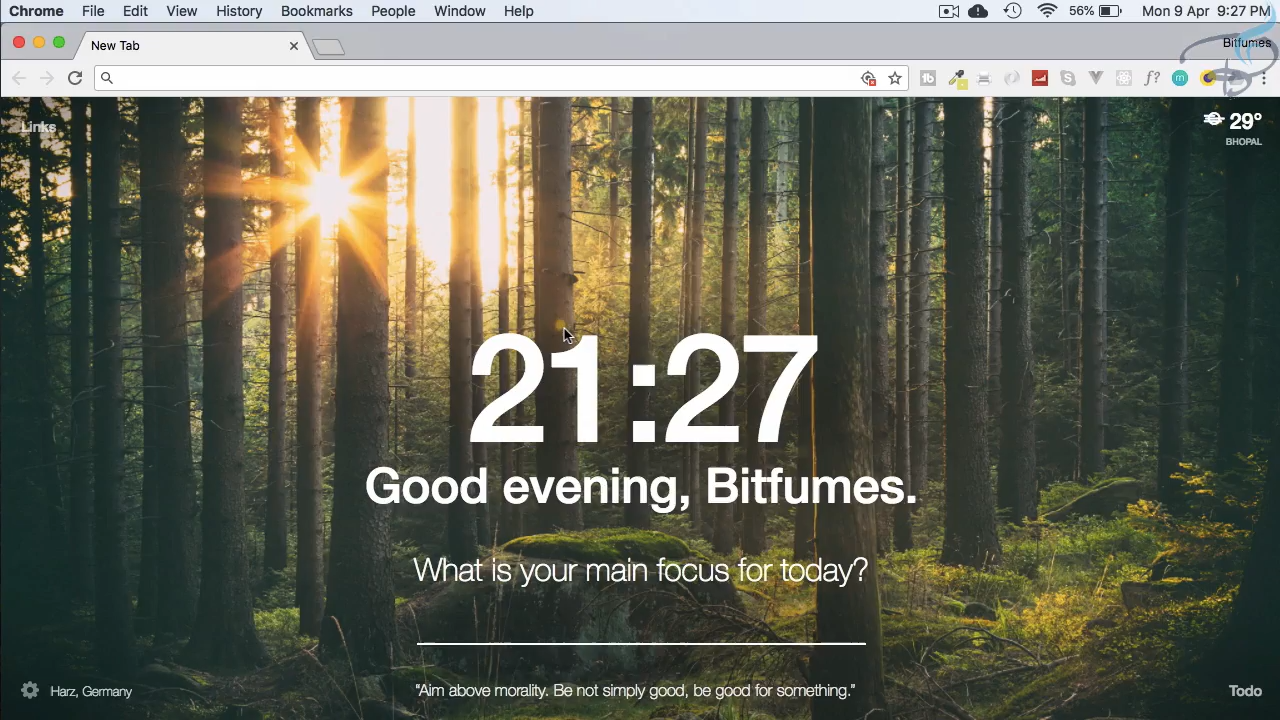 Chrome File Edit View History Bookmarks People Window Help 56% Mon 9 Apr 9:27 PM
New Tab
Bitfumes
f?
m
Links
29°
BHOPAL
21:27
Good evening, Bitfumes.
What is your main focus for today?
Harz, Germany
“Aim above morality. Be not simply good, be good for something.”
Todo